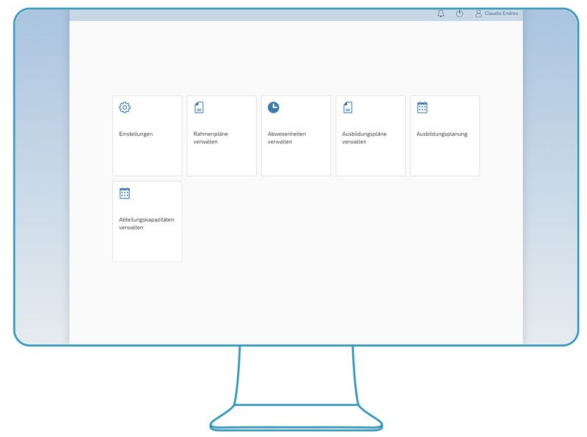 Claudia Endres
Einstellungen
Rahmenpläne
verwalten
Abwesenheiten
verwalten
Ausbildungspläne
verwalten
Ausbildungsplanung
Abteilungskapazitäten
verwalten